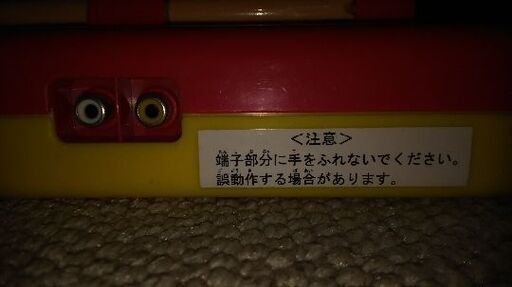 <注意>
端子部分に手をふれないでください。
誤動作する場合があります。